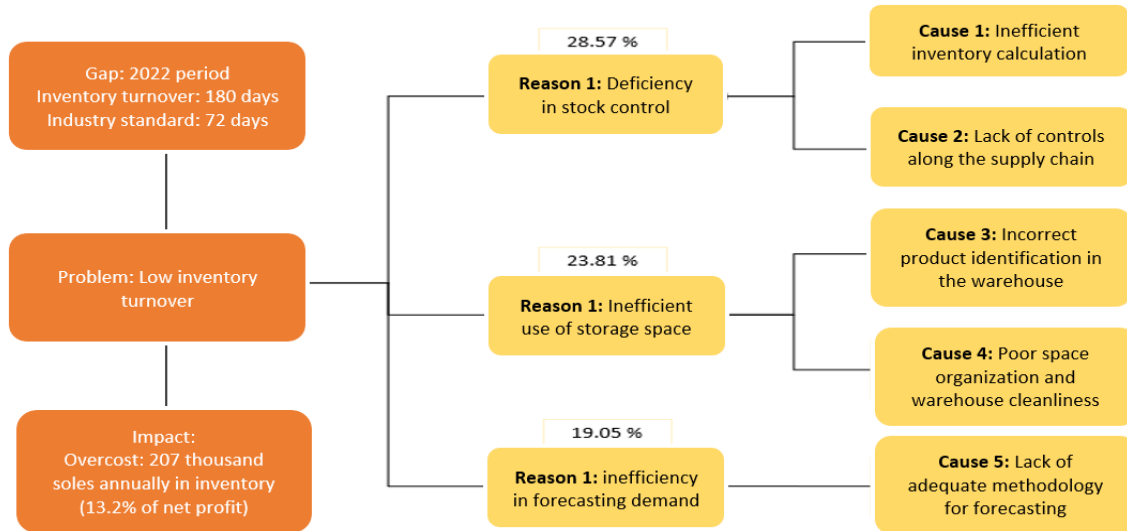 Gap: 2022 period
Inventory turnover: 180 days
Industry standard: 72 days
Problem: Low inventory
turnover
Impact:
Overcost: 207 thousand
soles annually in inventory
(13.2% of net profit)
28.57 %
Reason 1: Deficiency
in stock control
23.81 %
Reason 1: Inefficient
use of storage space
19.05 %
Reason 1: inefficiency
in forecasting demand
Cause 1: Inefficient
inventory calculation
Cause 2: Lack of controls
along the supply chain
Cause 3: Incorrect
product identification in
the warehouse
Cause 4: Poor space
organization and
warehouse cleanliness
Cause 5: Lack of
adequate methodology
for forecasting